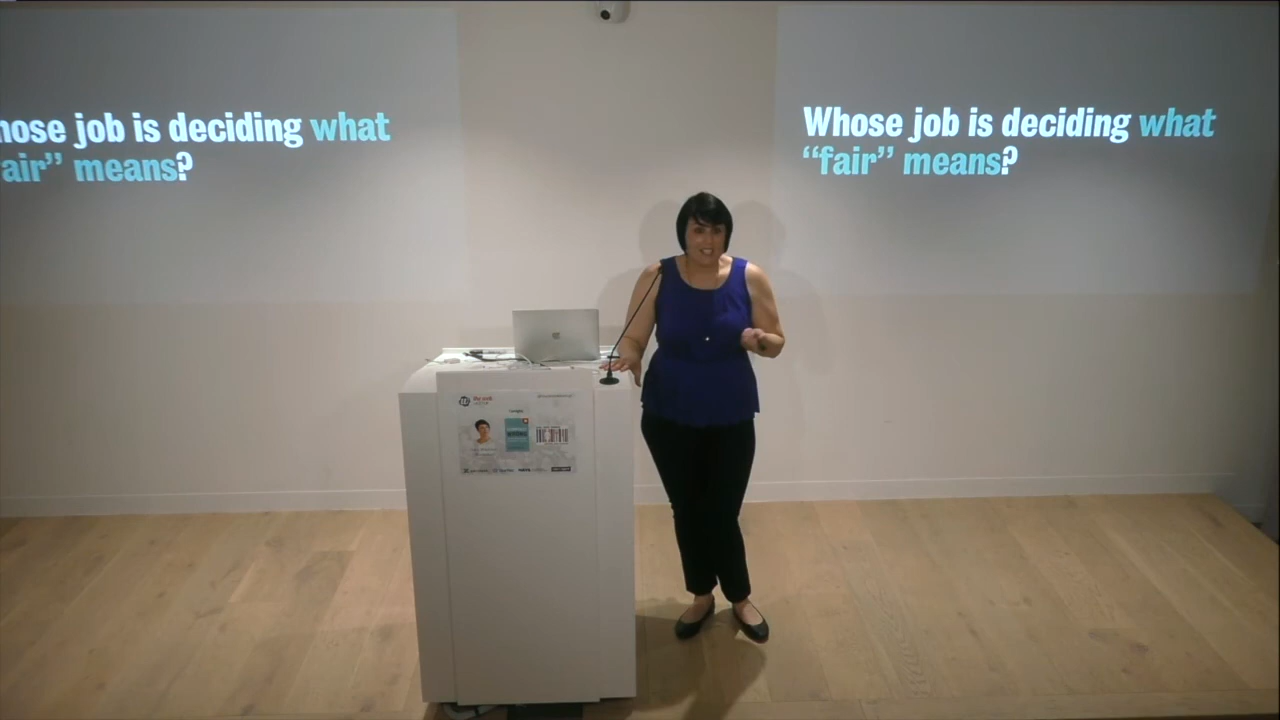 hose job is deciding what
air” means?
Whose job is deciding what
“fair” means?